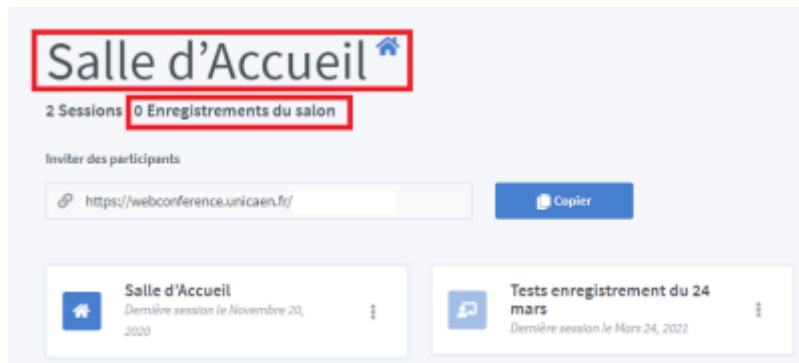 Salle d'Accueil
2 Sessions 0 Enregistrements du salon
Inviter des participants
https://webconference.unicaen.fr/
Copier
Salle d'Accueil
Dernière session le Novembre 20,
2020
Tests enregistrement du 24
mars
Dernière session le Mars 24, 2021